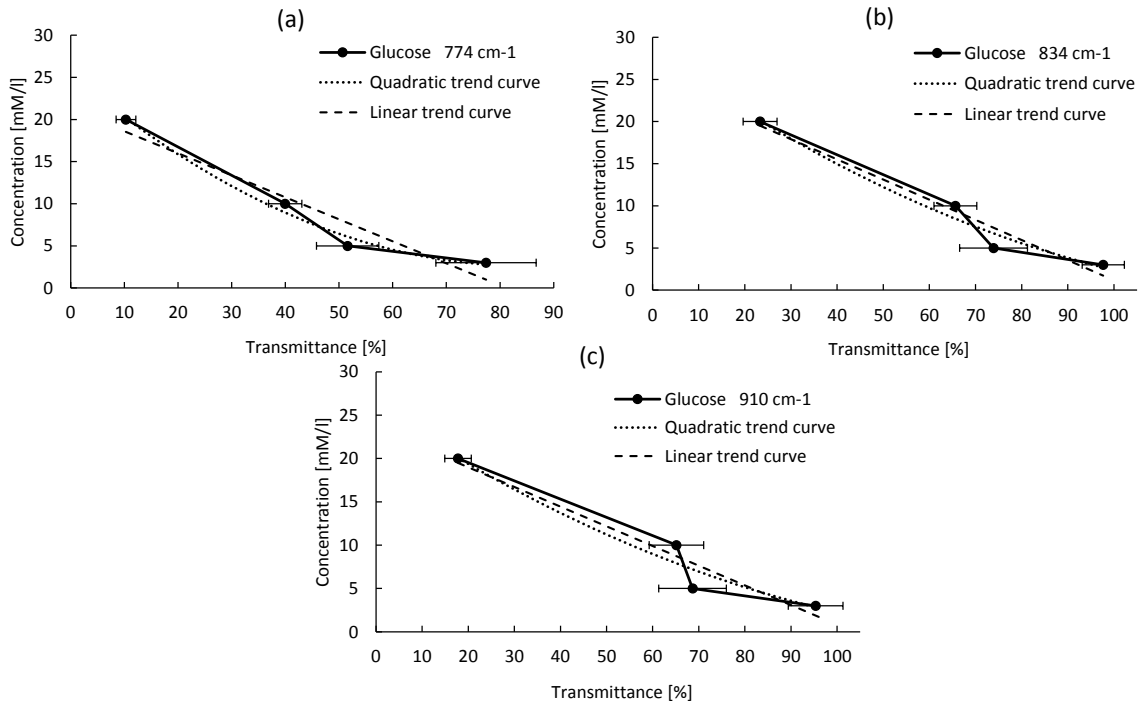 (a)
30
25
20
15
10
5
0
Concentration [mM/l]
Glucose 774 cm-1
Quadratic trend curve
Linear trend curve
0 10 20 30 40 50 60 70 80 90
Transmittance [%]
(b)
30
25
20
15
10
5
0
Concentration [mM/l]
Glucose 834 cm-1
Quadratic trend curve
Linear trend curve
0 10 20 30 40 50 60 70 80 90 100
Transmittance [%]
(c)
30
25
20
15
10
5
0
Concentration [mM/l]
Glucose 910 cm-1
Quadratic trend curve
Linear trend curve
0 10 20 30 40 50 60 70 80 90 100
Transmittance [%]